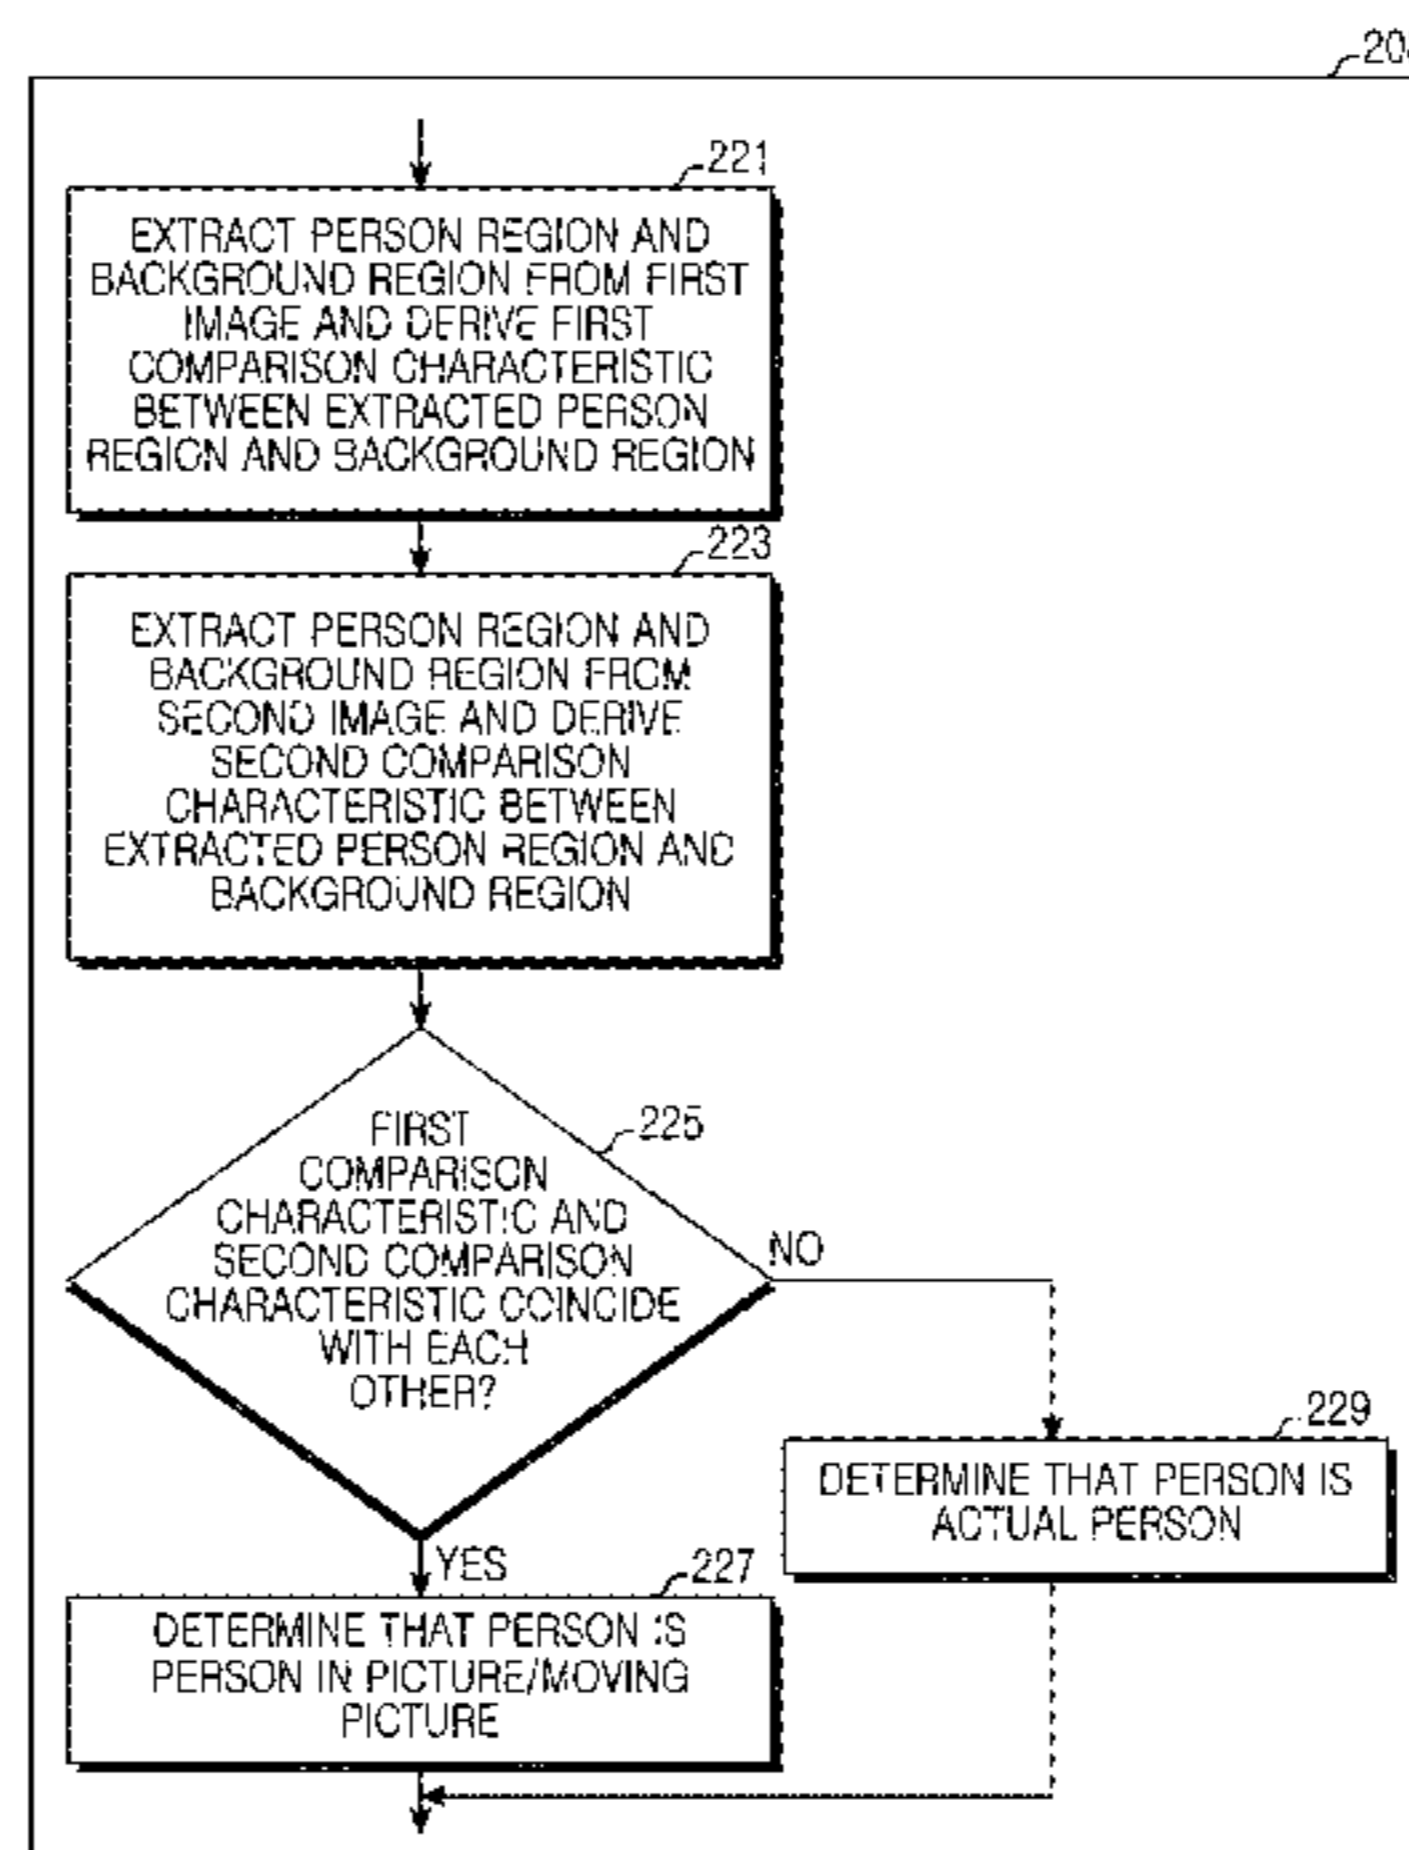 221
EXTRACT PERSON REGION AND
BACKGROUND REGION FROM FIRST
IMAGE AND DERIVE FIRST
COMPARISON CHARACTERISTIC
BETWEEN EXTRACTED PERSON
REGION AND BACKGROUND REGION
223
EXTRACT PERSON REGION AND
BACKGROUND REGION FROM
SECOND IMAGE AND DERIVE
SECOND COMPARISON
CHARACTERISTIC BETWEEN
EXTRACTED PERSON REGION AND
BACKGROUND REGION
225
FIRST
COMPARISON
CHARACTERISTIC AND
SECOND COMPARISON
CHARACTERISTIC COINCIDE
WITH EACH
OTHER?
NO
229
DETERMINE THAT PERSON IS
ACTUAL PERSON
YES
227
DETERMINE THAT PERSON IS
PERSON IN PICTURE/MOVING
PICTURE